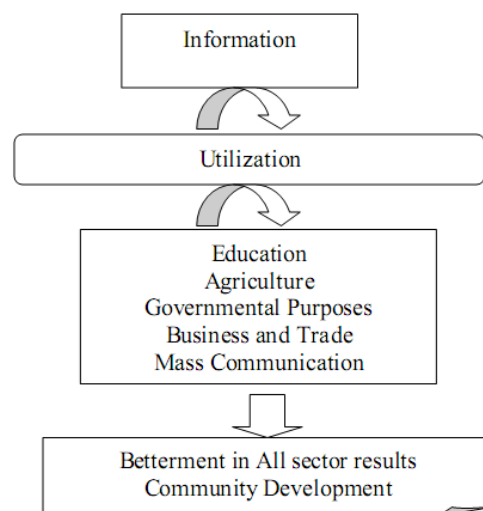 Information
Utilization
Education
Agriculture
Governmental Purposes
Business and Trade
Mass Communication
Betterment in All sector results
Community Development